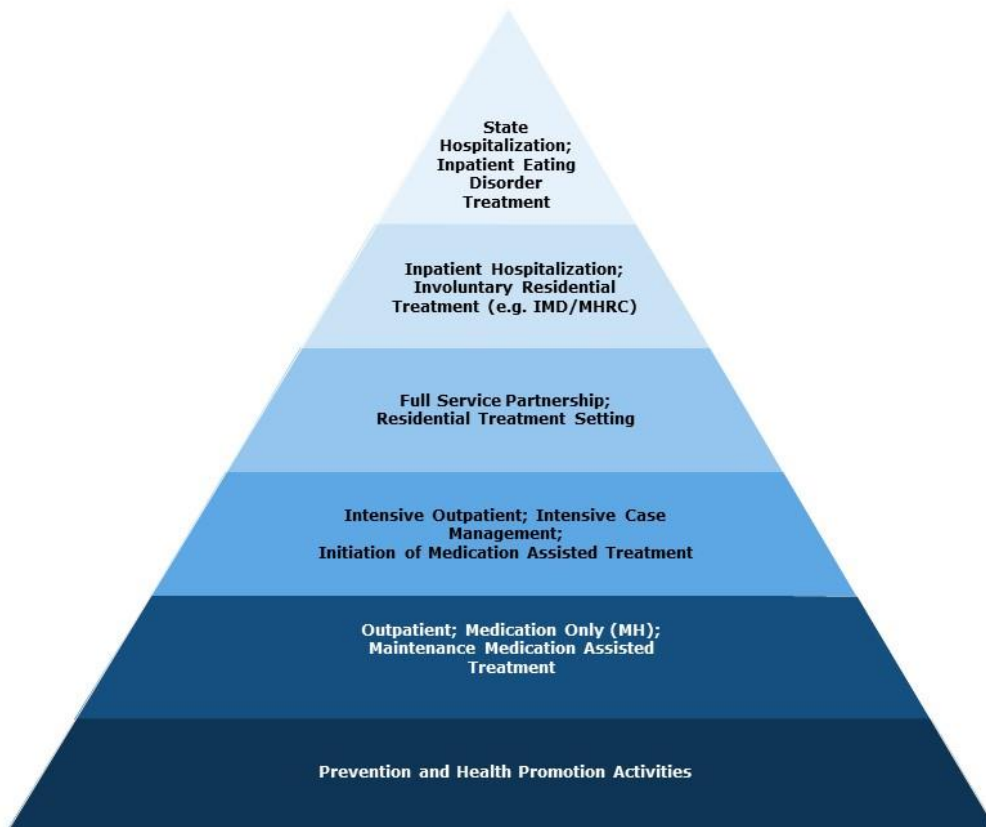 State
Hospitalization;
Inpatient Eating
Disorder
Treatment
Inpatient Hospitalization;
Involuntary Residential
Treatment (e.g. IMD/MHRC)
Full Service Partnership;
Residential Treatment Setting
Intensive Outpatient; Intensive Case
Management;
Initiation of Medication Assisted Treatment
Outpatient; Medication Only (MH);
Maintenance Medication Assisted
Treatment
Prevention and Health Promotion Activities